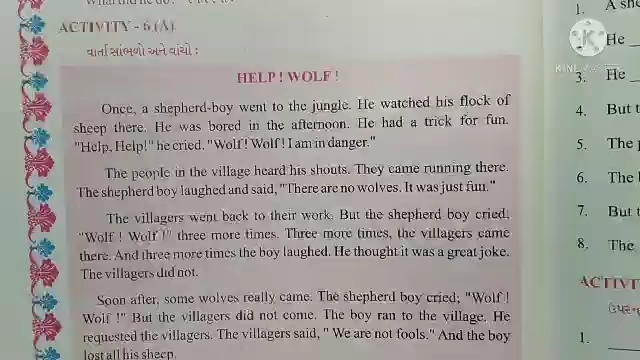 ACTIVITY - 6 (A)
વાર્તા સાંભળો અને વાંચો :
HELP ! WOLF !
Once, a shepherd-boy went to the jungle. He watched his flock of
sheep there. He was bored in the afternoon. He had a trick for fun.
"Help, Help!" he cried. "Wolf! Wolf! I am in danger."
The people in the village heard his shouts. They came running there.
The shepherd boy laughed and said, "There are no wolves. It was just fun."
The villagers went back to their work. But the shepherd boy cried;
"Wolf ! Wolf !" three more times. Three more times, the villagers came
there. And three more times the boy laughed. He thought it was a great joke.
The villagers did not.
Soon after, some wolves really came. The shepherd boy cried; "Wolf !
Wolf !" But the villagers did not come. The boy ran to the village. He
requested the villagers. The villagers said, " We are not fools." And the boy
lost all his sheep.
1. A she
He
3. He
4. But t
5. The
6. The
7. But t
8. The
ACTIV
1.